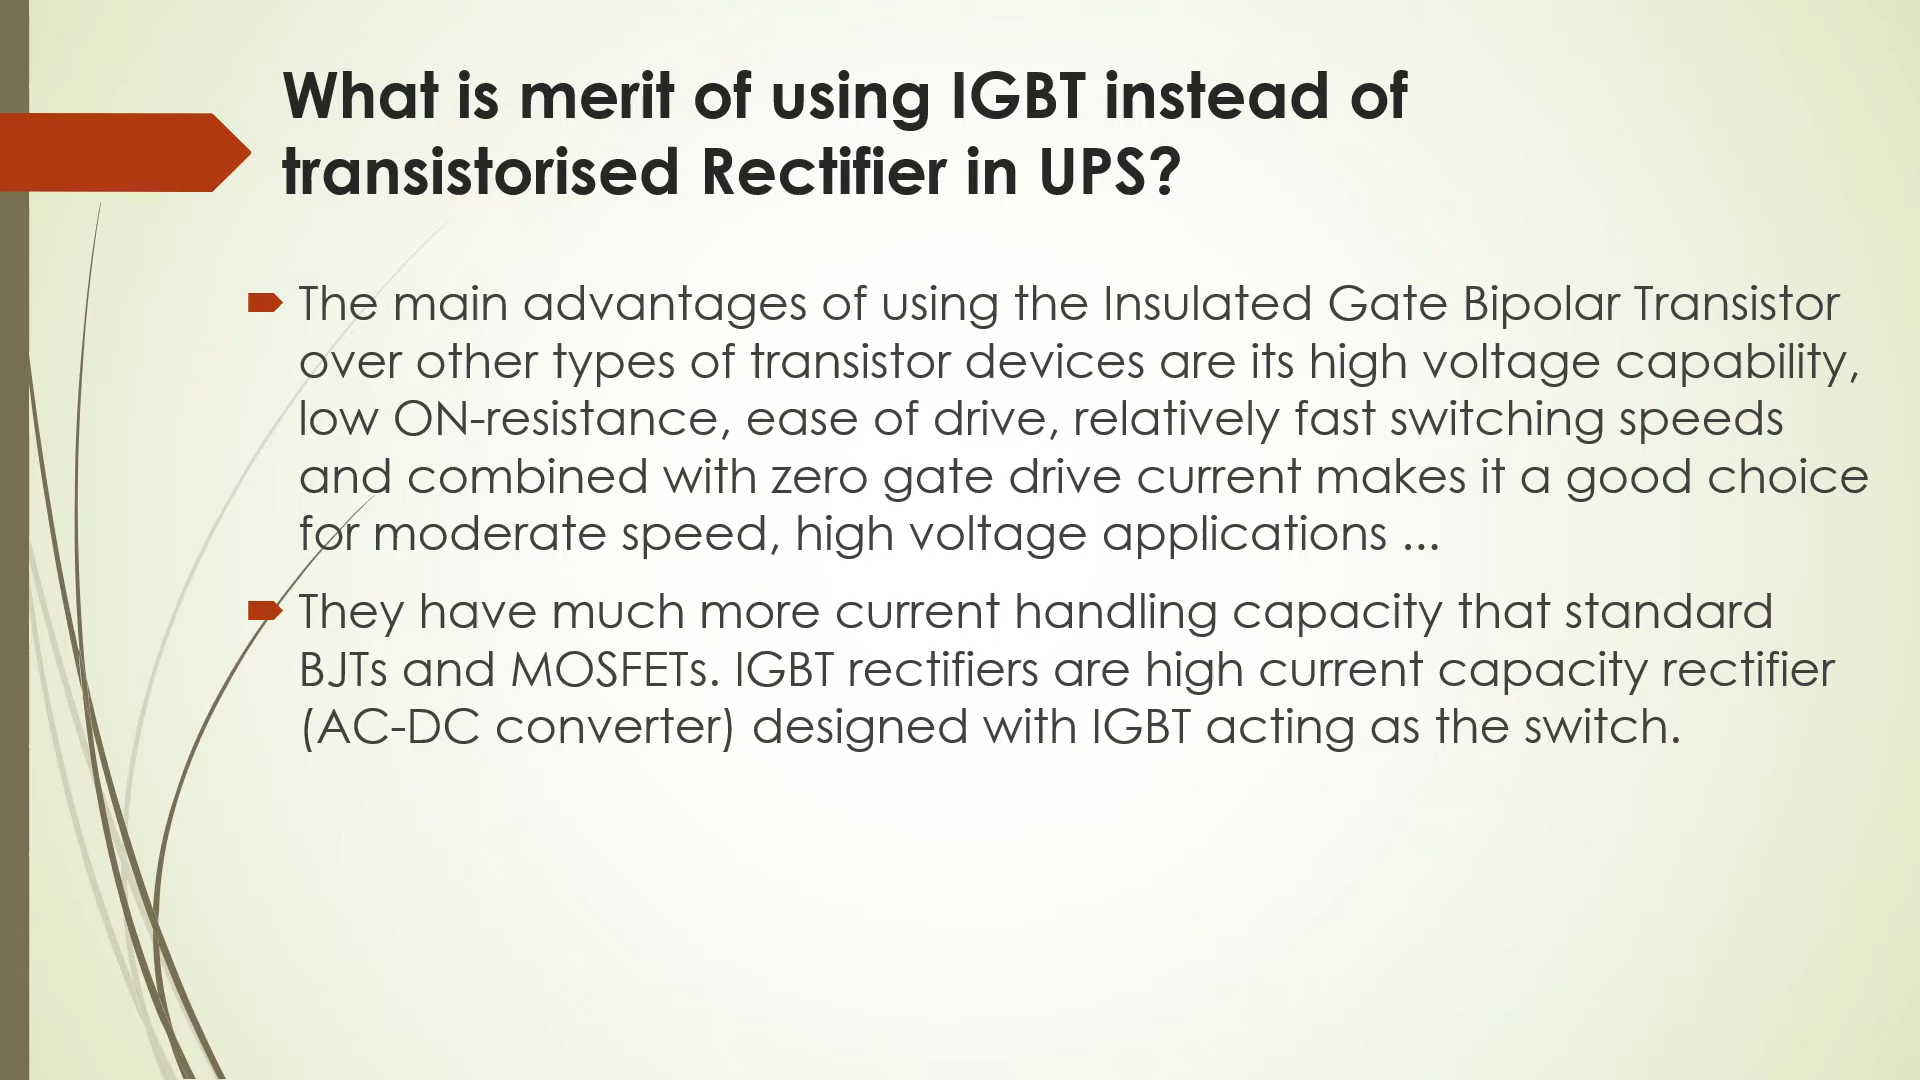 What is merit of using IGBT instead of
transistorised Rectifier in UPS?
The main advantages of using the Insulated Gate Bipolar Transistor
over other types of transistor devices are its high voltage capability,
low ON-resistance, ease of drive, relatively fast switching speeds
and combined with zero gate drive current makes it a good choice
for moderate speed, high voltage applications ...
They have much more current handling capacity that standard
BJTs and MOSFETs. IGBT rectifiers are high current capacity rectifier
(AC-DC converter) designed with IGBT acting as the switch.